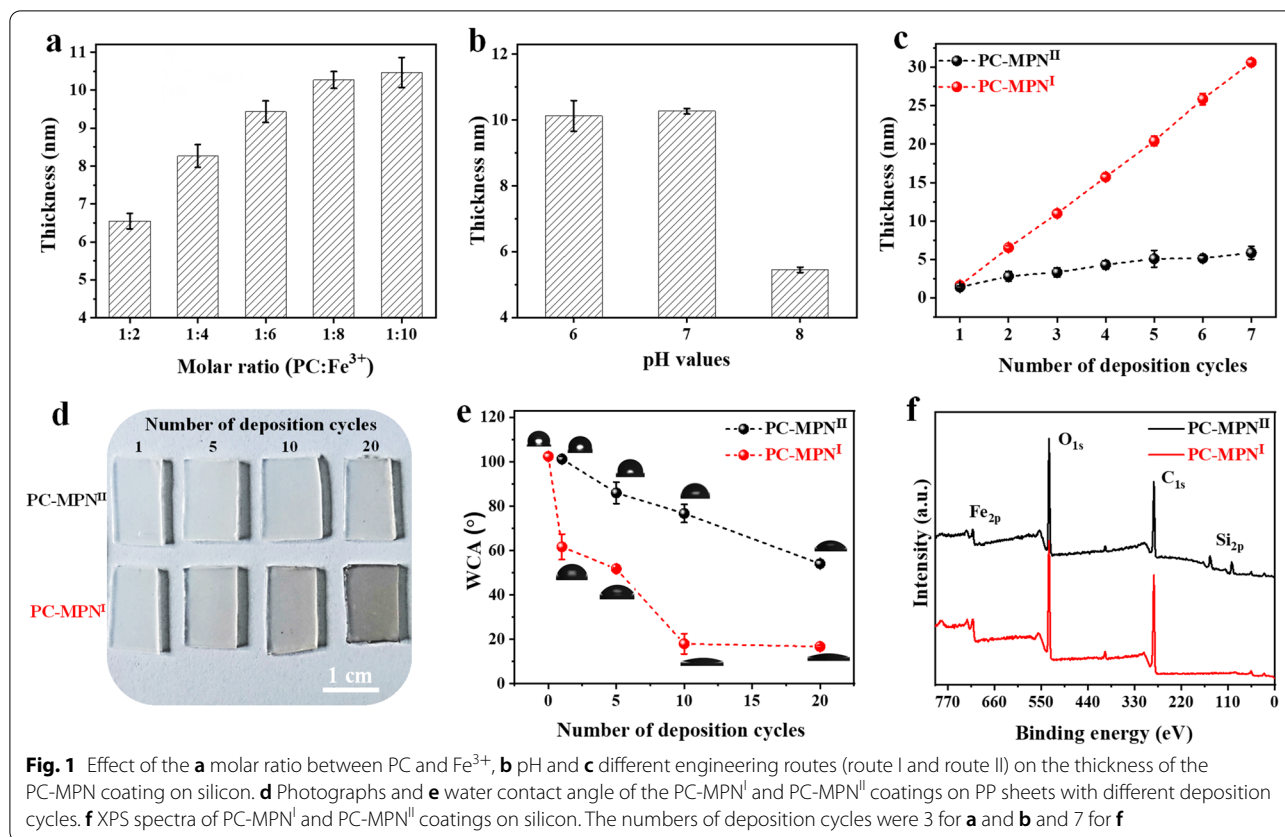 a
Thickness (nm)
11
10
9
8
7
6
5
4
1:2 1:4 1:6 1:8 1:10
Molar ratio (PC:Fe³⁺)
b
Thickness nm)
12
10
8
6
4
6 7 8
pH values
c
PC-MPNᴵᴵ
PC-MPNᴵ
Thickness (nm)
30
25
20
15
10
5
0
1 2 3 4 5 6 7
Number of deposition cycles
d
Number of deposition cycles
1 5 10 20
PC-MPNᴵᴵ
PC-MPNᴵ
1 cm
e
PC-MPNᴵᴵ
PC-MPNᴵ
WCA (°)
120
100
80
60
40
20
0
0 5 10 15 20
Number of deposition cycles
f
PC-MPNᴵᴵ
PC-MPNᴵ
Intensity (a.u.)
O₁ₛ
C₁ₛ
Fe₂ₚ
Si₂ₚ
770 660 550 440 330 220 110 0
Binding energy (eV)
Fig. 1 Effect of the a molar ratio between PC and Fe³⁺, b pH and c different engineering routes (route I and route II) on the thickness of the
PC-MPN coating on silicon. d Photographs and e water contact angle of the PC-MPNᴵ and PC-MPNᴵᴵ coatings on PP sheets with different deposition
cycles. f XPS spectra of PC-MPNᴵ and PC-MPNᴵᴵ coatings on silicon. The numbers of deposition cycles were 3 for a and b and 7 for f